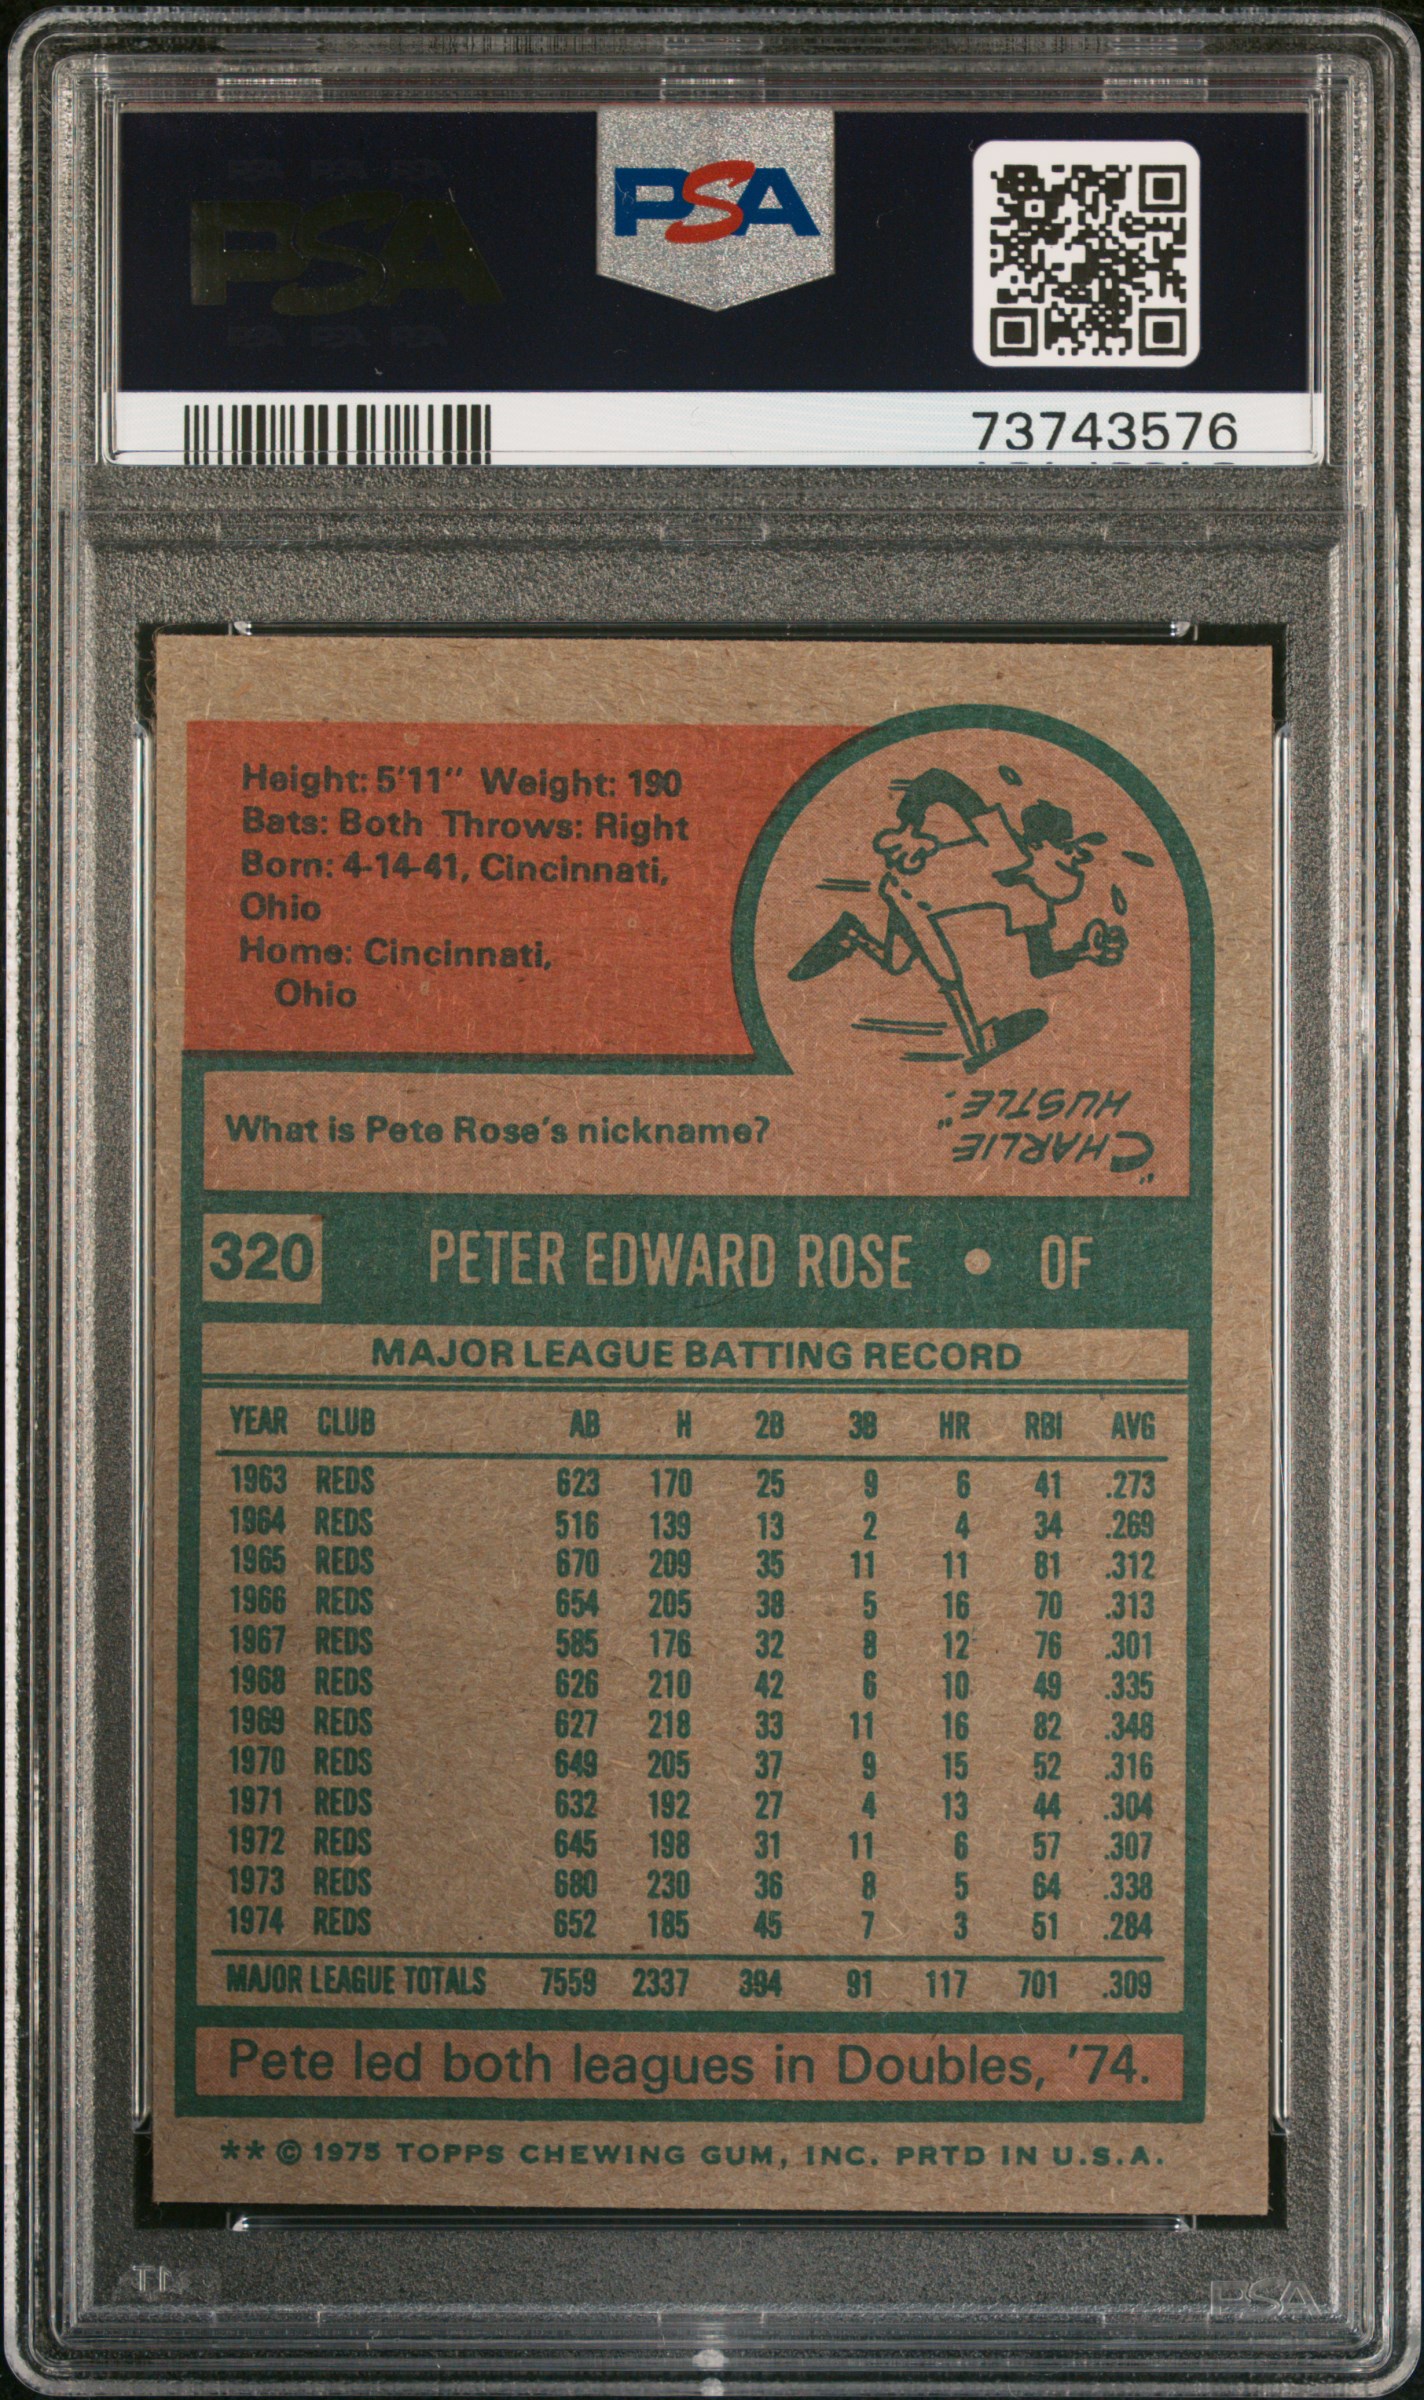 PSA
PSA PSA PSA
PSA
PSA PSA PSA
73743576
Height: 5'11" Weight: 190
Bats: Both Throws: Right
Born: 4-14-41, Cincinnati,
Ohio
Home: Cincinnati,
Ohio
What is Pete Rose's nickname?
"CHARLIE
HUSTLE."
320 PETER EDWARD ROSE • OF
MAJOR LEAGUE BATTING RECORD
YEAR CLUB AB H 2B 3B HR RBI AVG
1963 REDS 623 170 25 9 6 41 .273
1964 REDS 516 139 13 2 4 34 .269
1965 REDS 670 209 35 11 11 81 .312
1966 REDS 654 205 38 5 16 70 .313
1967 REDS 585 176 32 8 12 76 .301
1968 REDS 626 210 42 6 10 49 .335
1969 REDS 627 218 33 11 16 82 .348
1970 REDS 649 205 37 9 15 52 .316
1971 REDS 632 192 27 4 13 44 .304
1972 REDS 645 198 31 11 6 57 .307
1973 REDS 680 230 36 8 5 64 .338
1974 REDS 652 185 45 7 3 51 .284
MAJOR LEAGUE TOTALS 7559 2337 394 91 117 701 .309
Pete led both leagues in Doubles, '74.
** © 1975 TOPPS CHEWING GUM, INC. PRTD IN U.S.A.
PSA